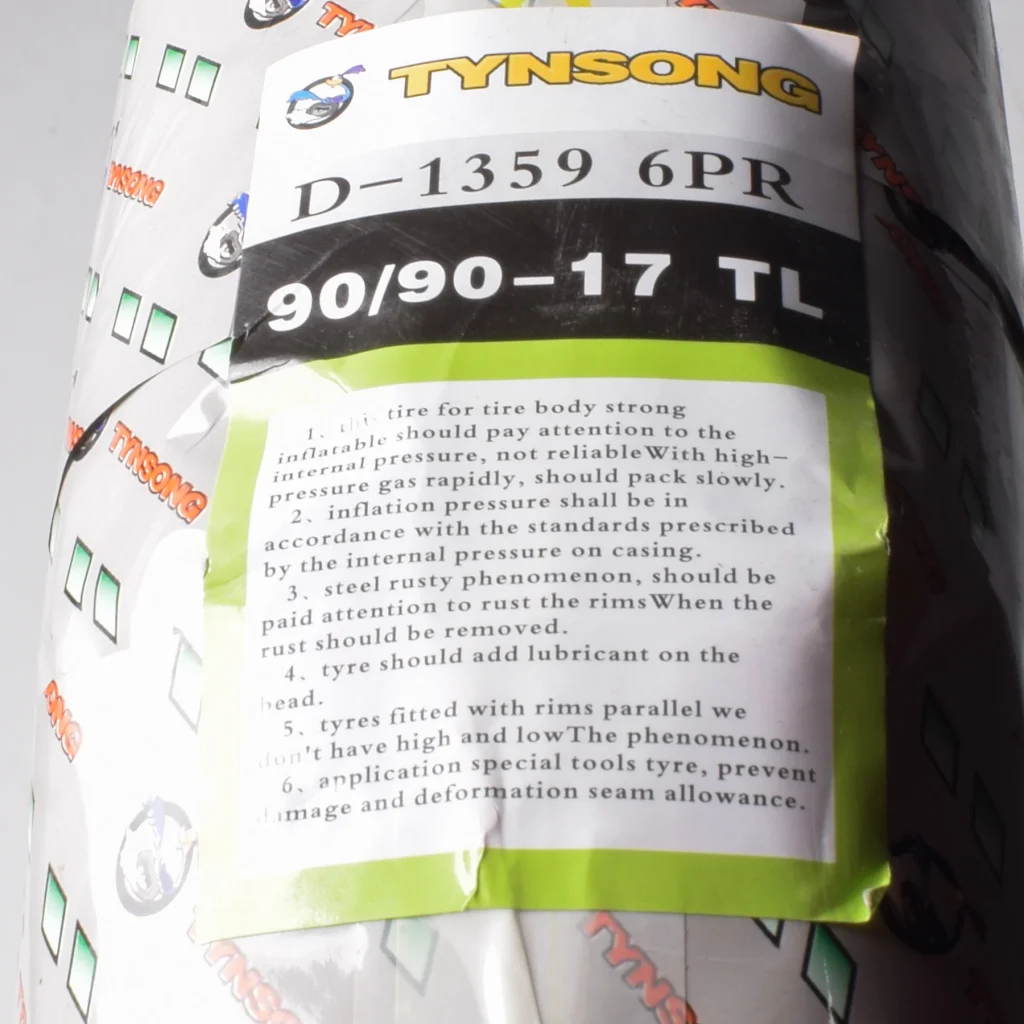 TYNSONG
D-1359 6PR
90/90-17 TL
1、this tire for tire body strong
inflatable should pay attention to the
internal pressure, not reliableWith high-
pressure gas rapidly, should pack slowly.
2、inflation pressure shall be in
accordance with the standards prescribed
by the internal pressure on casing.
3、steel rusty phenomenon, should be
paid attention to rust the rimsWhen the
rust should be removed.
4、tyre should add lubricant on the
bead.
5、tyres fitted with rims parallel we
don't have high and lowThe phenomenon.
6、application special tools tyre, prevent
damage and deformation seam allowance.
TYNSONG
TYNSONG